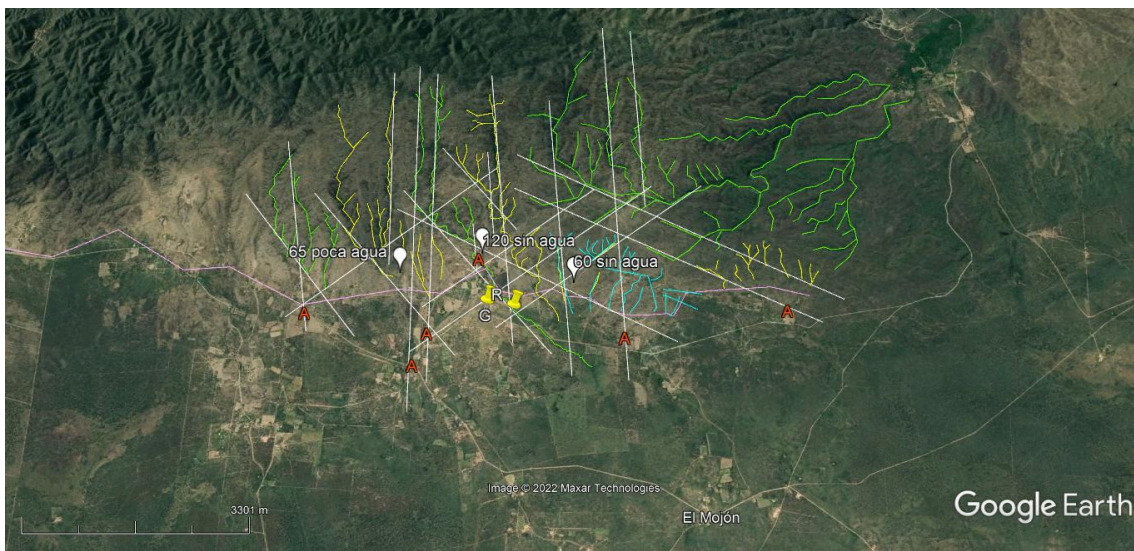 65 poca agua
120 sin agua
A
60 sin agua
R
G
A
A
A
A
A
Image © 2022 Maxar Technologies
3301 m
El Mojón
Google Earth